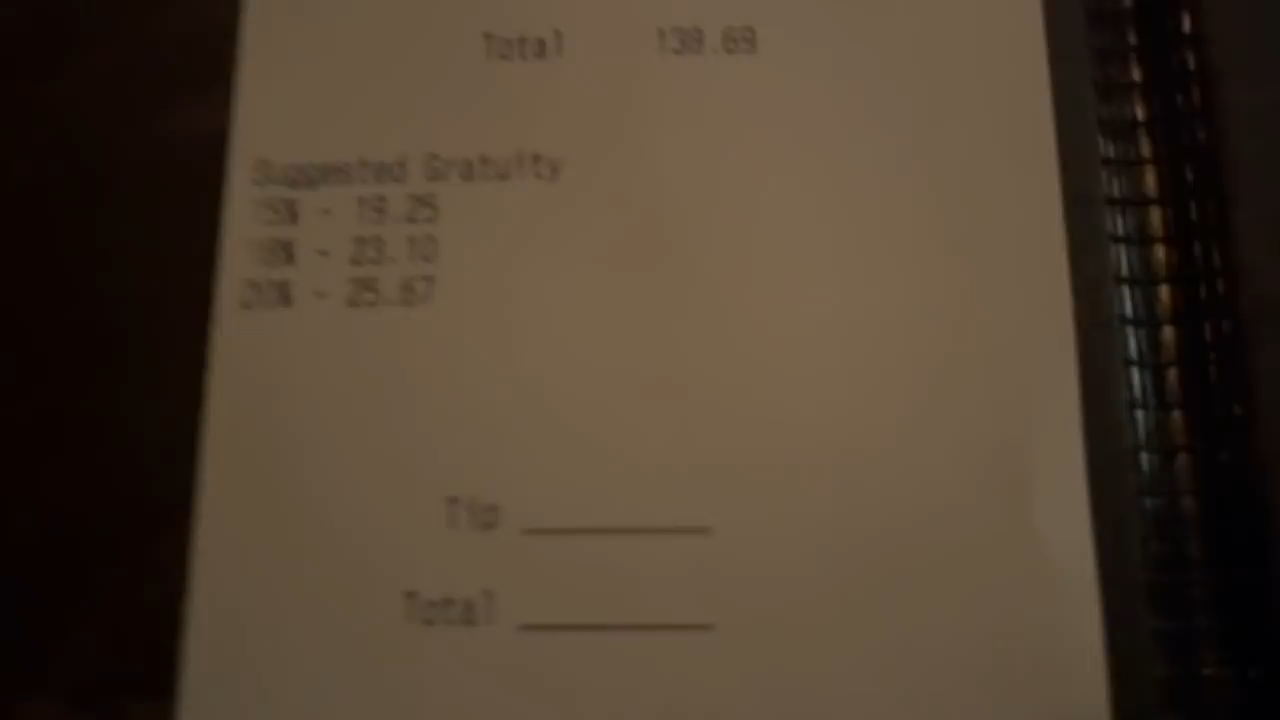 Total 138.69
Suggested Gratuity
15% - 19.25
18% - 23.10
20% - 25.67
Tip
Total